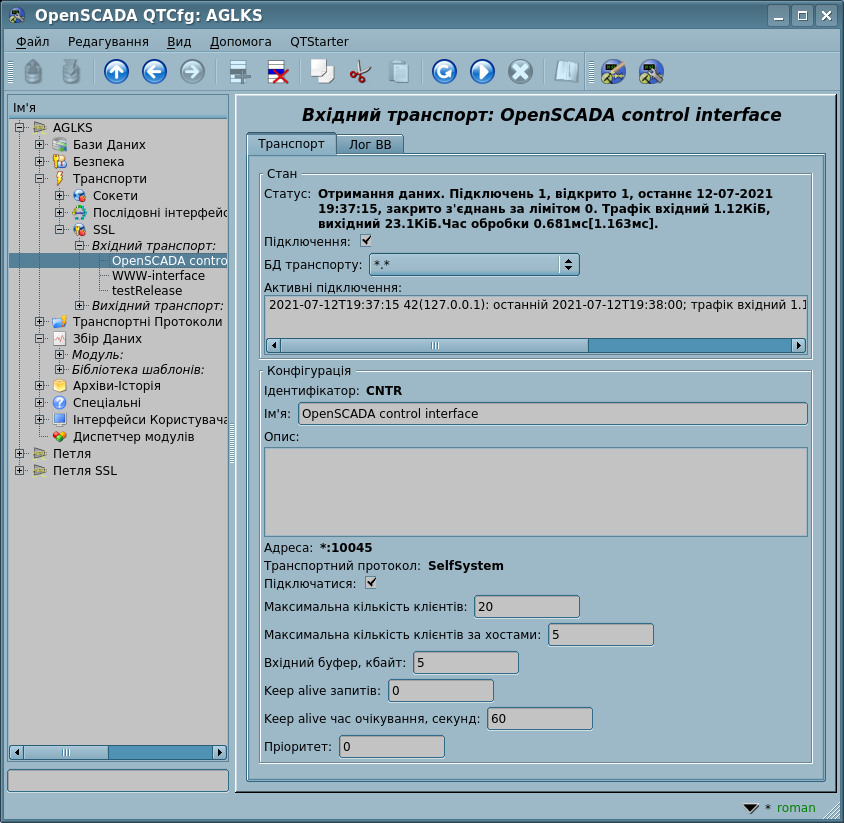 OpenSCADA QTCfg: AGLKS
Файл Редагування Вид Допомога QTStarter
Ім'я
AGLKS
Бази Даних
Безпека
Транспорти
Сокети
Послідовні інтерфейс
SSL
Вхідний транспорт:
OpenSCADA contro
WWW-interface
testRelease
Вихідний транспорт:
Транспортні Протоколи
Збір Даних
Модуль:
Бібліотека шаблонів:
Архіви-Історія
Спеціальні
Інтерфейси Користувача
Диспетчер модулів
Петля
Петля SSL
Вхідний транспорт: OpenSCADA control interface
Транспорт Лог ВВ
Стан
Статус: Отримання даних. Підключень 1, відкрито 1, останнє 12-07-2021
19:37:15, закрито з'єднань за лімітом 0. Трафік вхідний 1.12КіБ,
вихідний 23.1КіБ.Час обробки 0.681мс[1.163мс].
Підключення:
БД транспорту: *.*
Активні підключення:
2021-07-12T19:37:15 42(127.0.0.1): останній 2021-07-12T19:38:00; трафік вхідний 1.1
Конфігурація
Ідентифікатор: CNTR
Ім'я: OpenSCADA control interface
Опис:
Адреса: *:10045
Транспортний протокол: SelfSystem
Підключатися:
Максимальна кількість клієнтів: 20
Максимальна кількість клієнтів за хостами: 5
Вхідний буфер, кбайт: 5
Keep alive запитів: 0
Keep alive час очікування, секунд: 60
Пріоритет: 0
* roman